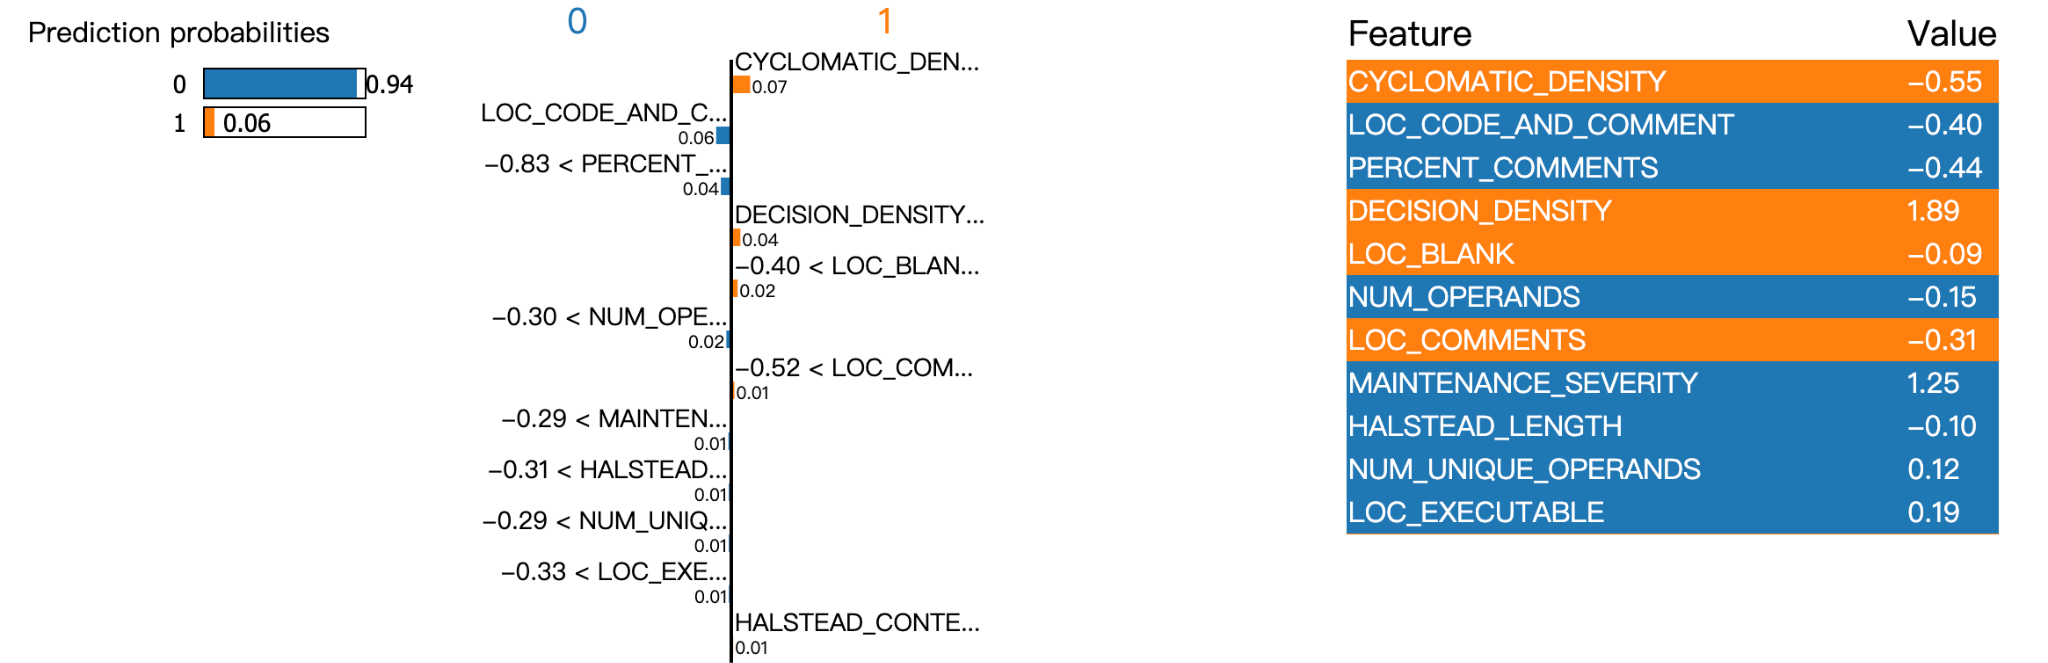 Prediction probabilities
0 0.94
1 0.06
0 1
CYCLOMATIC_DEN...
0.07
LOC_CODE_AND_C...
0.06
−0.83 < PERCENT_...
0.04
DECISION_DENSITY...
0.04
−0.40 < LOC_BLAN...
0.02
−0.30 < NUM_OPE...
0.02
−0.52 < LOC_COM...
0.01
−0.29 < MAINTEN...
0.01
−0.31 < HALSTEAD...
0.01
−0.29 < NUM_UNIQ...
0.01
−0.33 < LOC_EXE...
0.01
HALSTEAD_CONTE...
0.01
Feature Value
CYCLOMATIC_DENSITY −0.55
LOC_CODE_AND_COMMENT −0.40
PERCENT_COMMENTS −0.44
DECISION_DENSITY 1.89
LOC_BLANK −0.09
NUM_OPERANDS −0.15
LOC_COMMENTS −0.31
MAINTENANCE_SEVERITY 1.25
HALSTEAD_LENGTH −0.10
NUM_UNIQUE_OPERANDS 0.12
LOC_EXECUTABLE 0.19